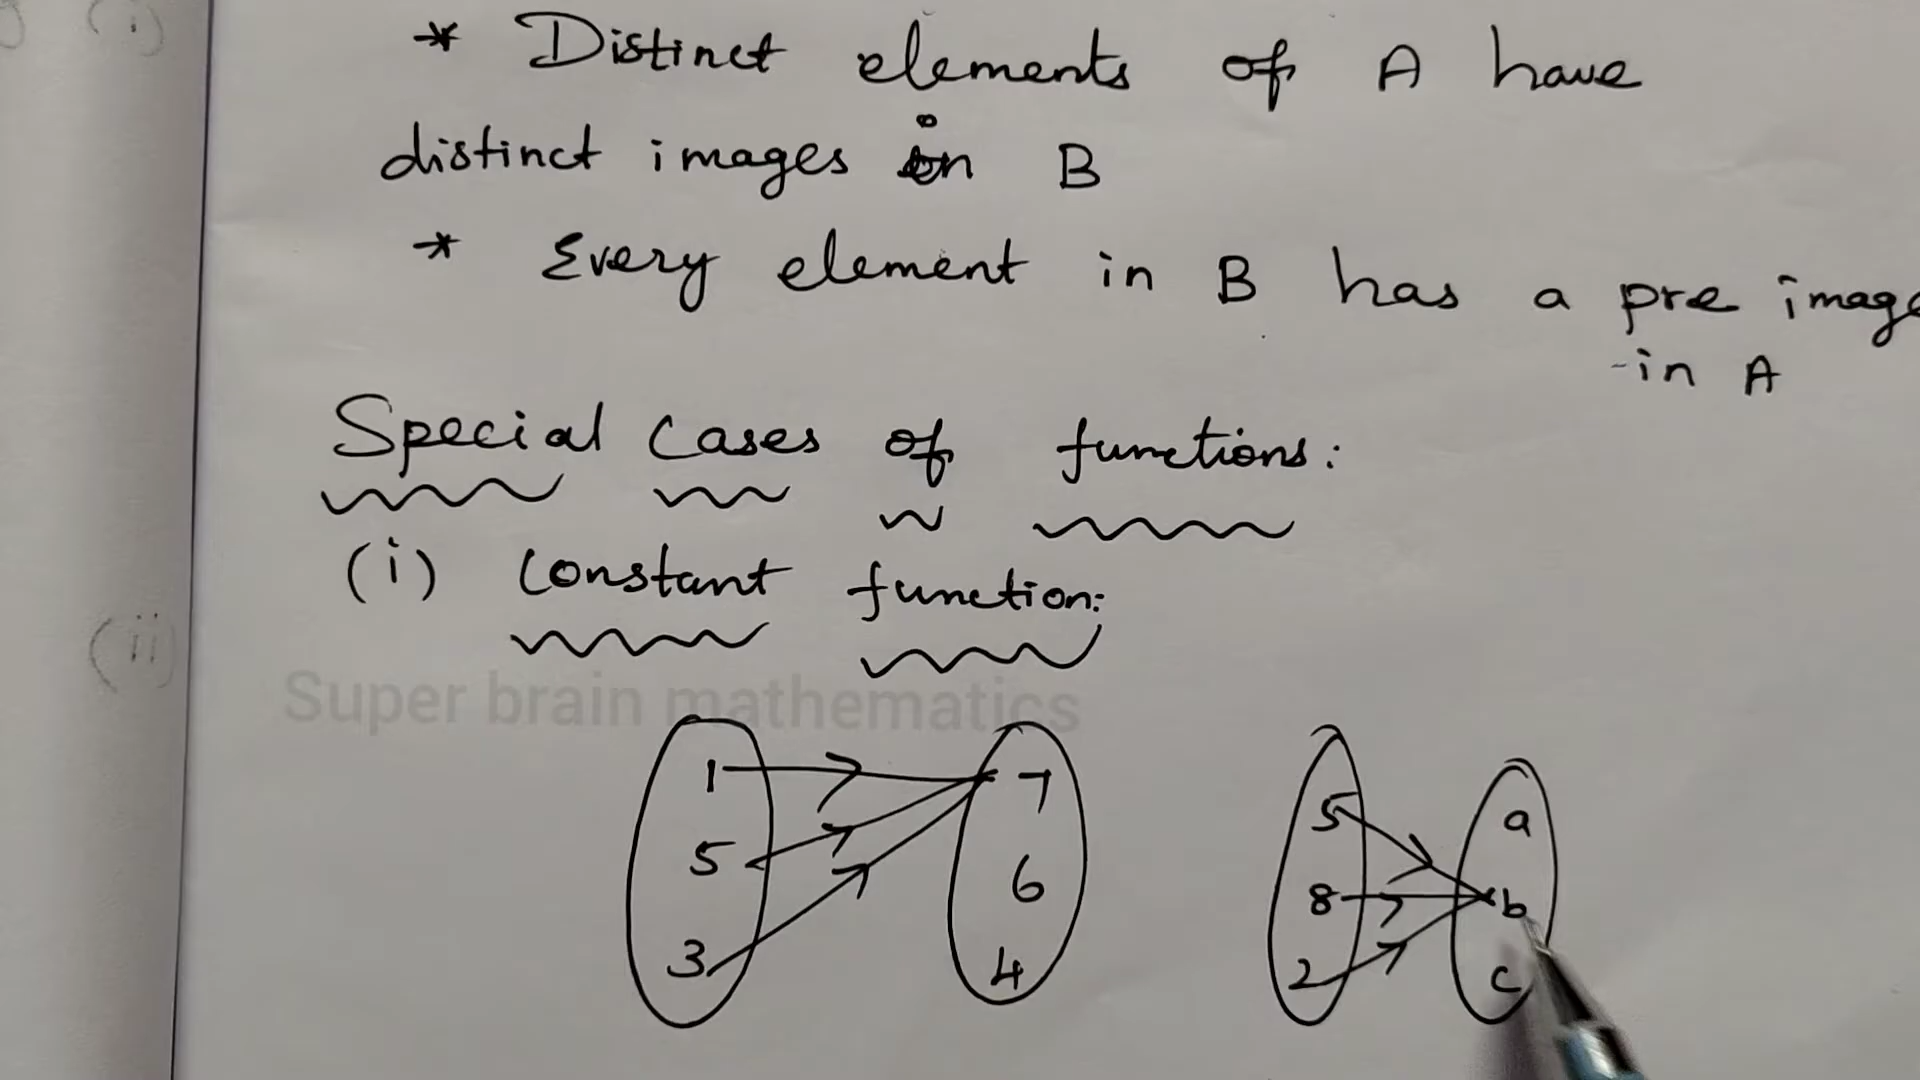 (i)
* Distinct elements of A have
distinct images in B
* Every element in B has a pre image
in A
Special Cases of functions:
(i) Constant function:
(ii)
Super brain mathematics
1 7
5 6
3 4
5 a
8 b
2 c